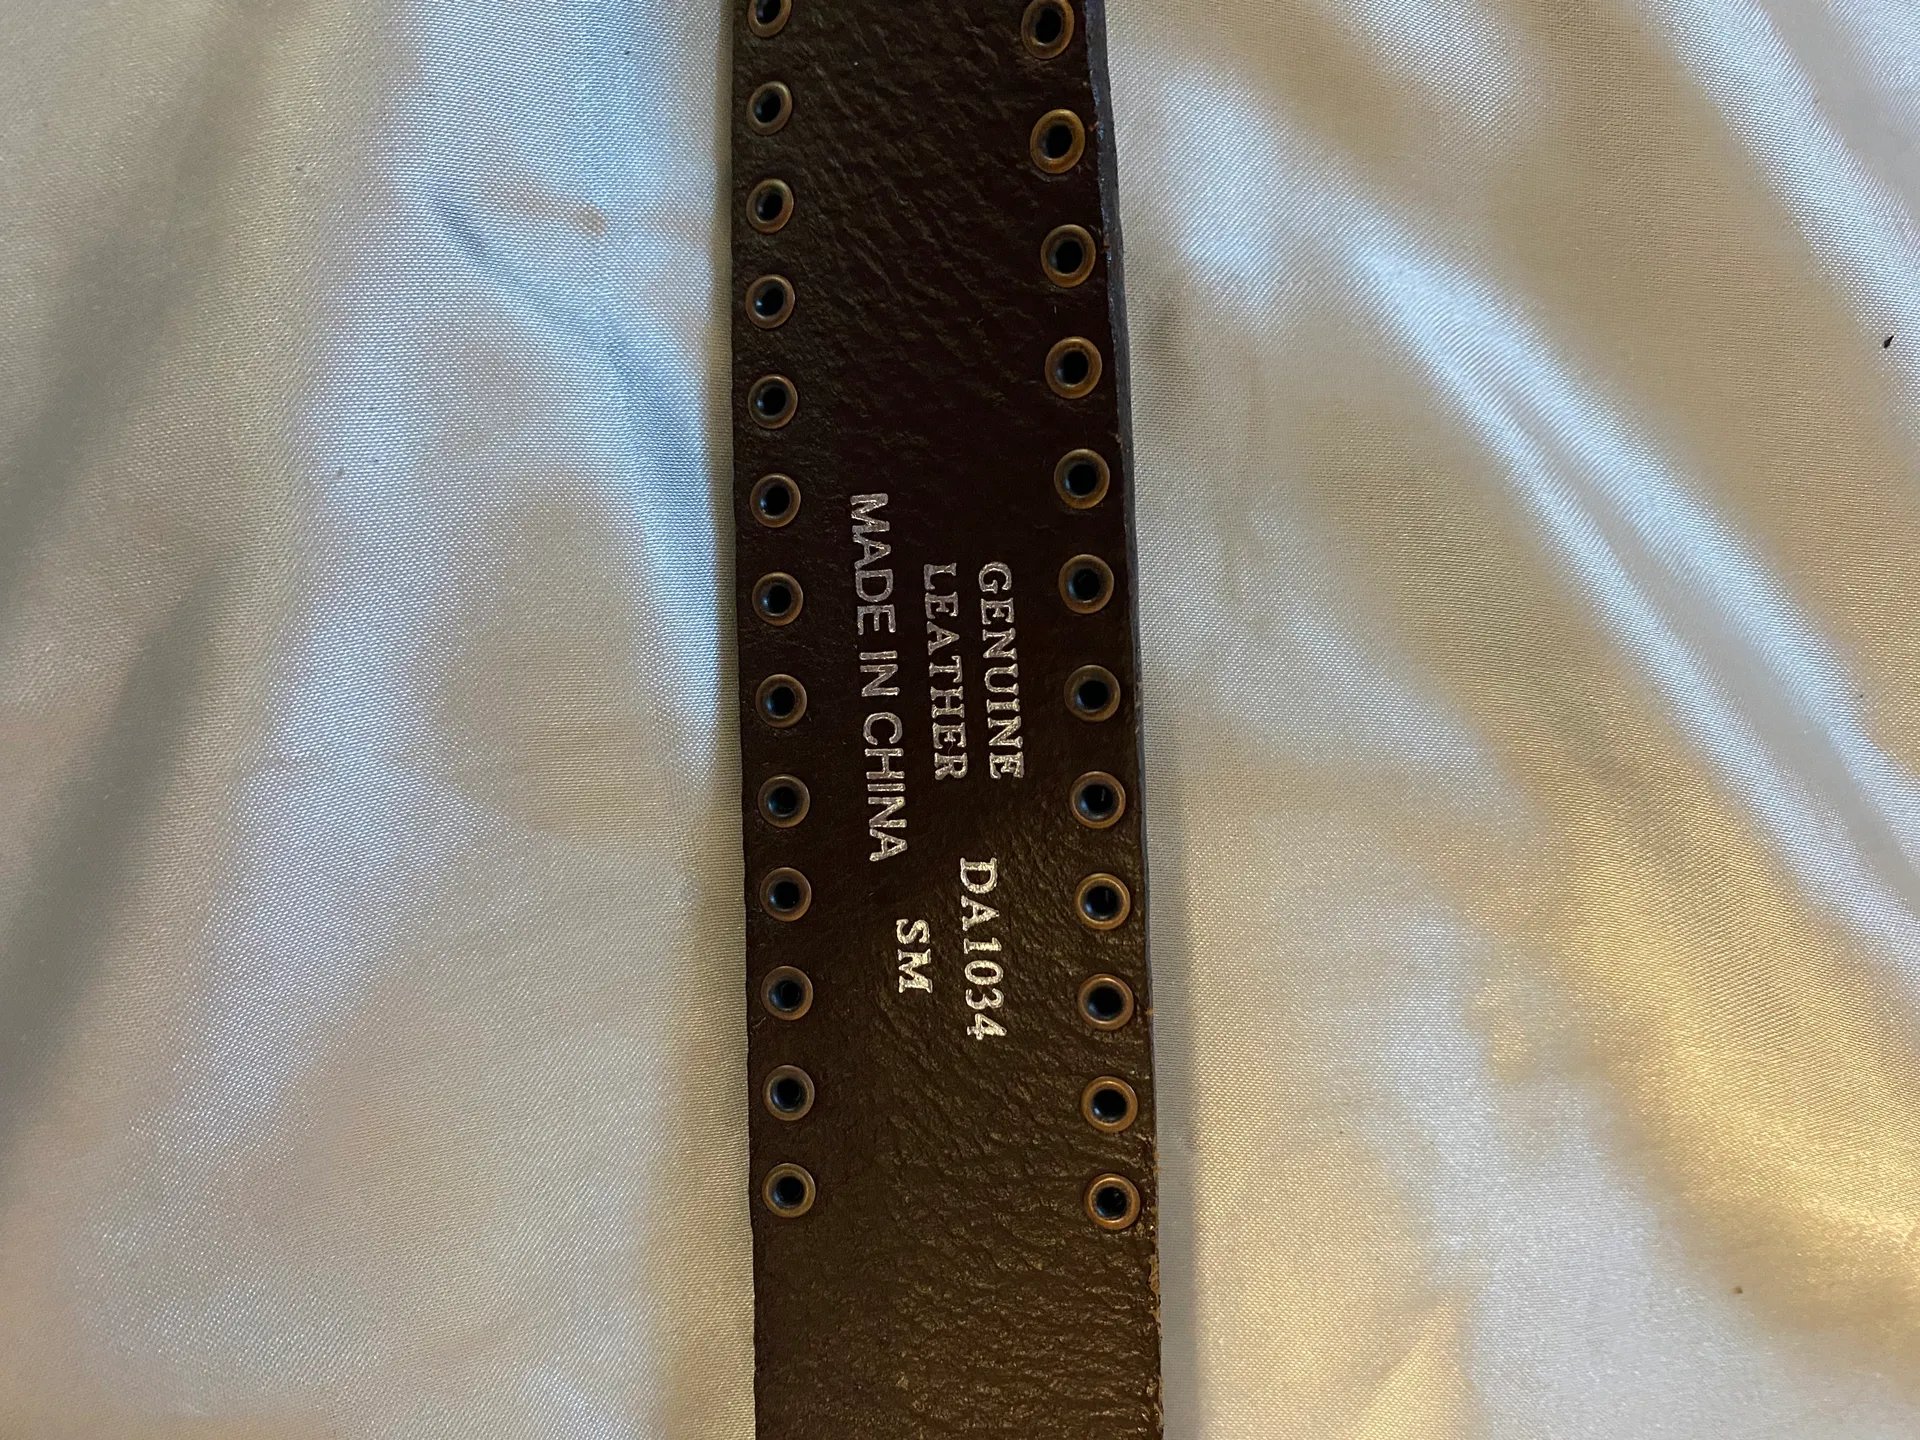 GENUINE
LEATHER
MADE IN CHINA
DA1034
SM